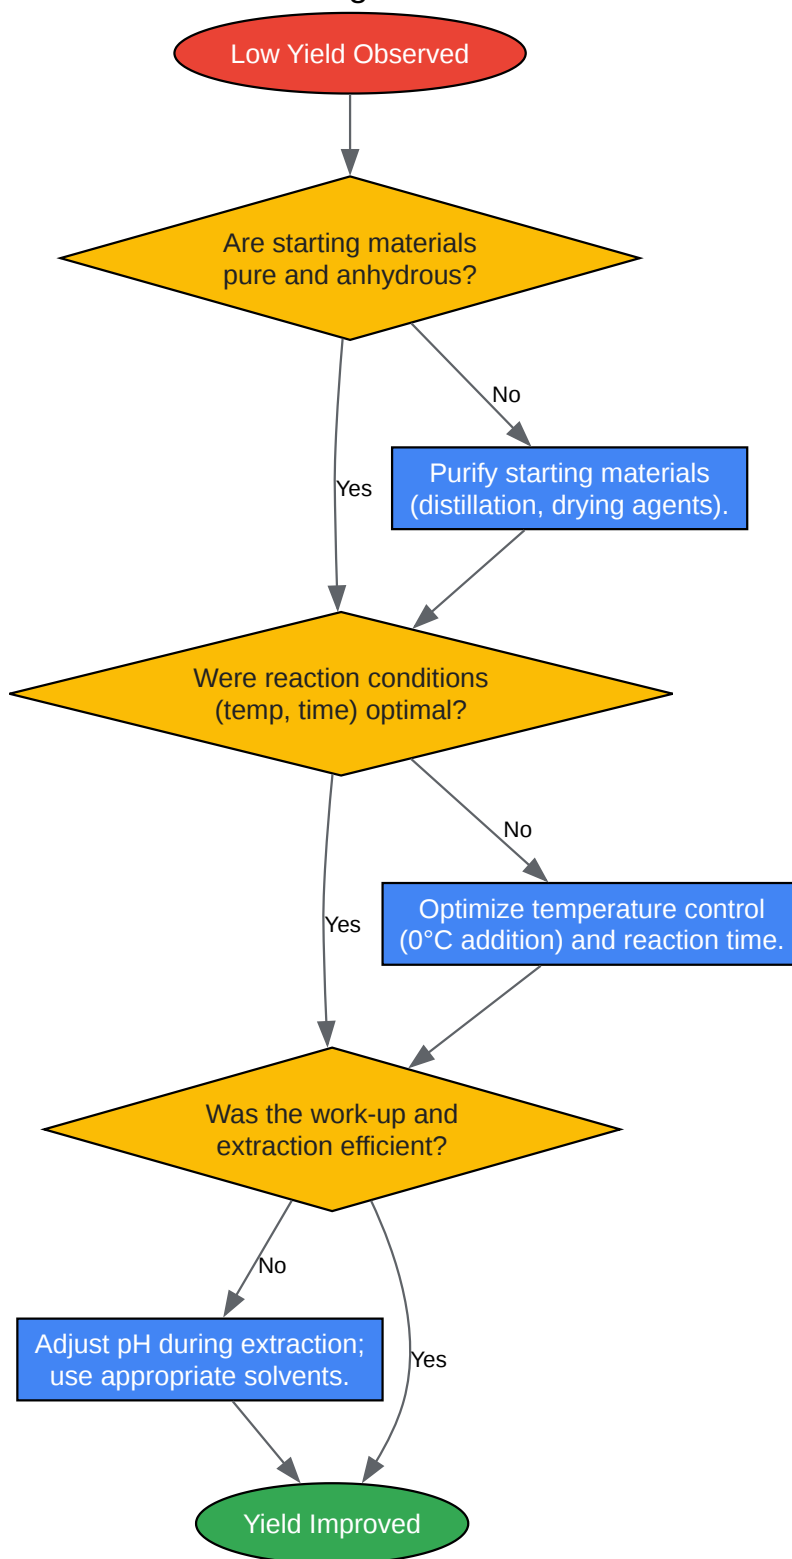 Low Yield Observed
Are starting materials
pure and anhydrous?
No
Purify starting materials
(distillation, drying agents).
Yes
Were reaction conditions
(temp, time) optimal?
No
Optimize temperature control
(0°C addition) and reaction time.
Yes
Was the work-up and
extraction efficient?
No
Adjust pH during extraction;
use appropriate solvents.
Yes
Yield Improved